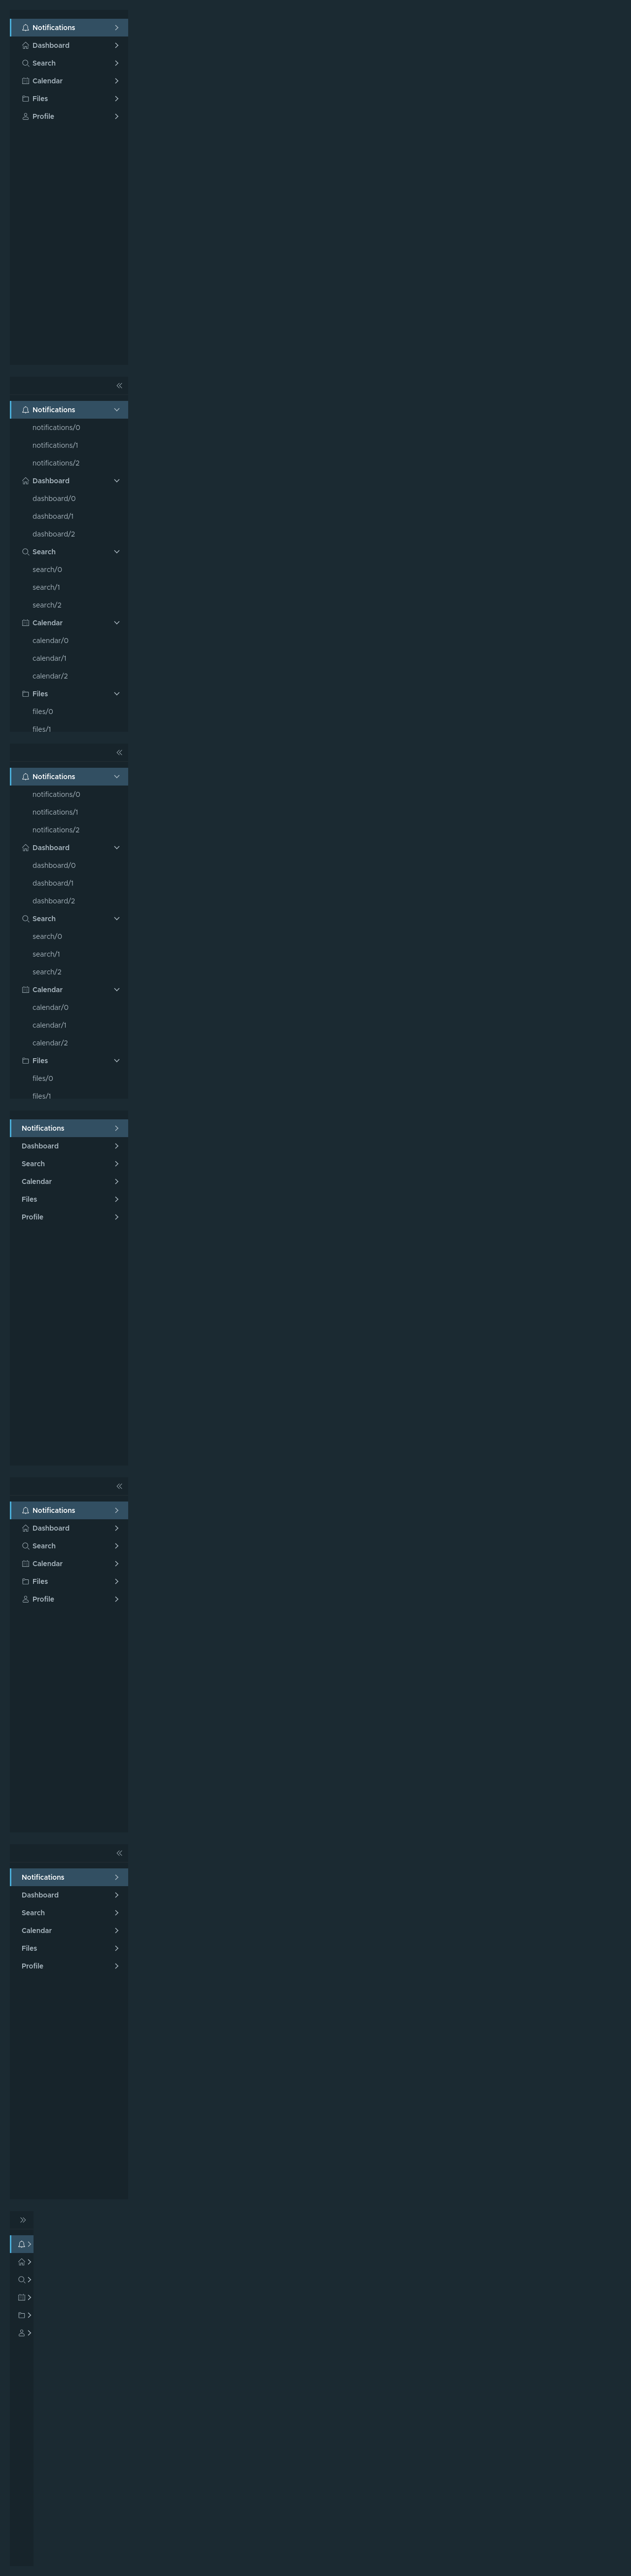 Notifications
Dashboard
Search
Calendar
Files
Profile
Notifications
notifications/0
notifications/1
notifications/2
Dashboard
dashboard/0
dashboard/1
dashboard/2
Search
search/0
search/1
search/2
Calendar
calendar/0
calendar/1
calendar/2
Files
files/0
files/1
Notifications
notifications/0
notifications/1
notifications/2
Dashboard
dashboard/0
dashboard/1
dashboard/2
Search
search/0
search/1
search/2
Calendar
calendar/0
calendar/1
calendar/2
Files
files/0
files/1
Notifications
Dashboard
Search
Calendar
Files
Profile
Notifications
Dashboard
Search
Calendar
Files
Profile
Notifications
Dashboard
Search
Calendar
Files
Profile